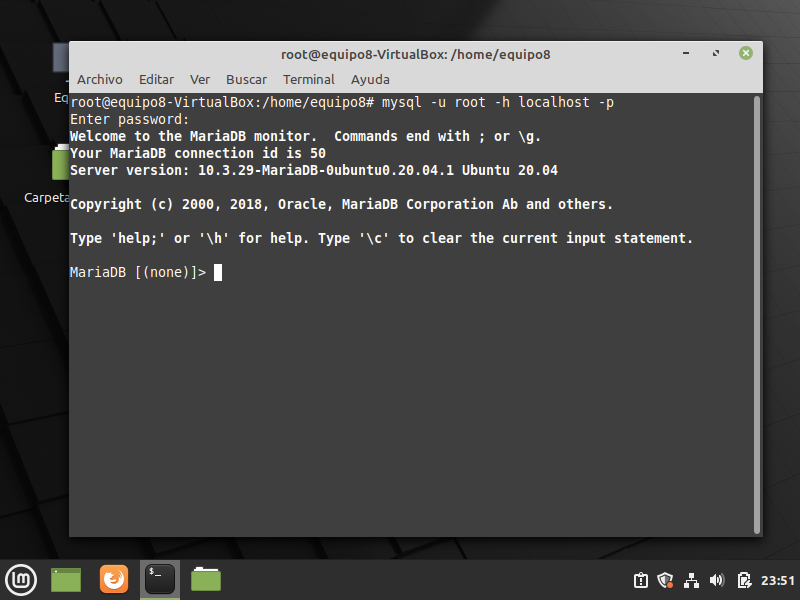 root@equipo8-VirtualBox: /home/equipo8
Archivo Editar Ver Buscar Terminal Ayuda
root@equipo8-VirtualBox:/home/equipo8# mysql -u root -h localhost -p
Enter password:
Welcome to the MariaDB monitor.  Commands end with ; or \g.
Your MariaDB connection id is 50
Server version: 10.3.29-MariaDB-0ubuntu0.20.04.1 Ubuntu 20.04
Copyright (c) 2000, 2018, Oracle, MariaDB Corporation Ab and others.
Type 'help;' or '\h' for help. Type '\c' to clear the current input statement.
MariaDB [(none)]>
Eq
Carpeta
$_
23:51